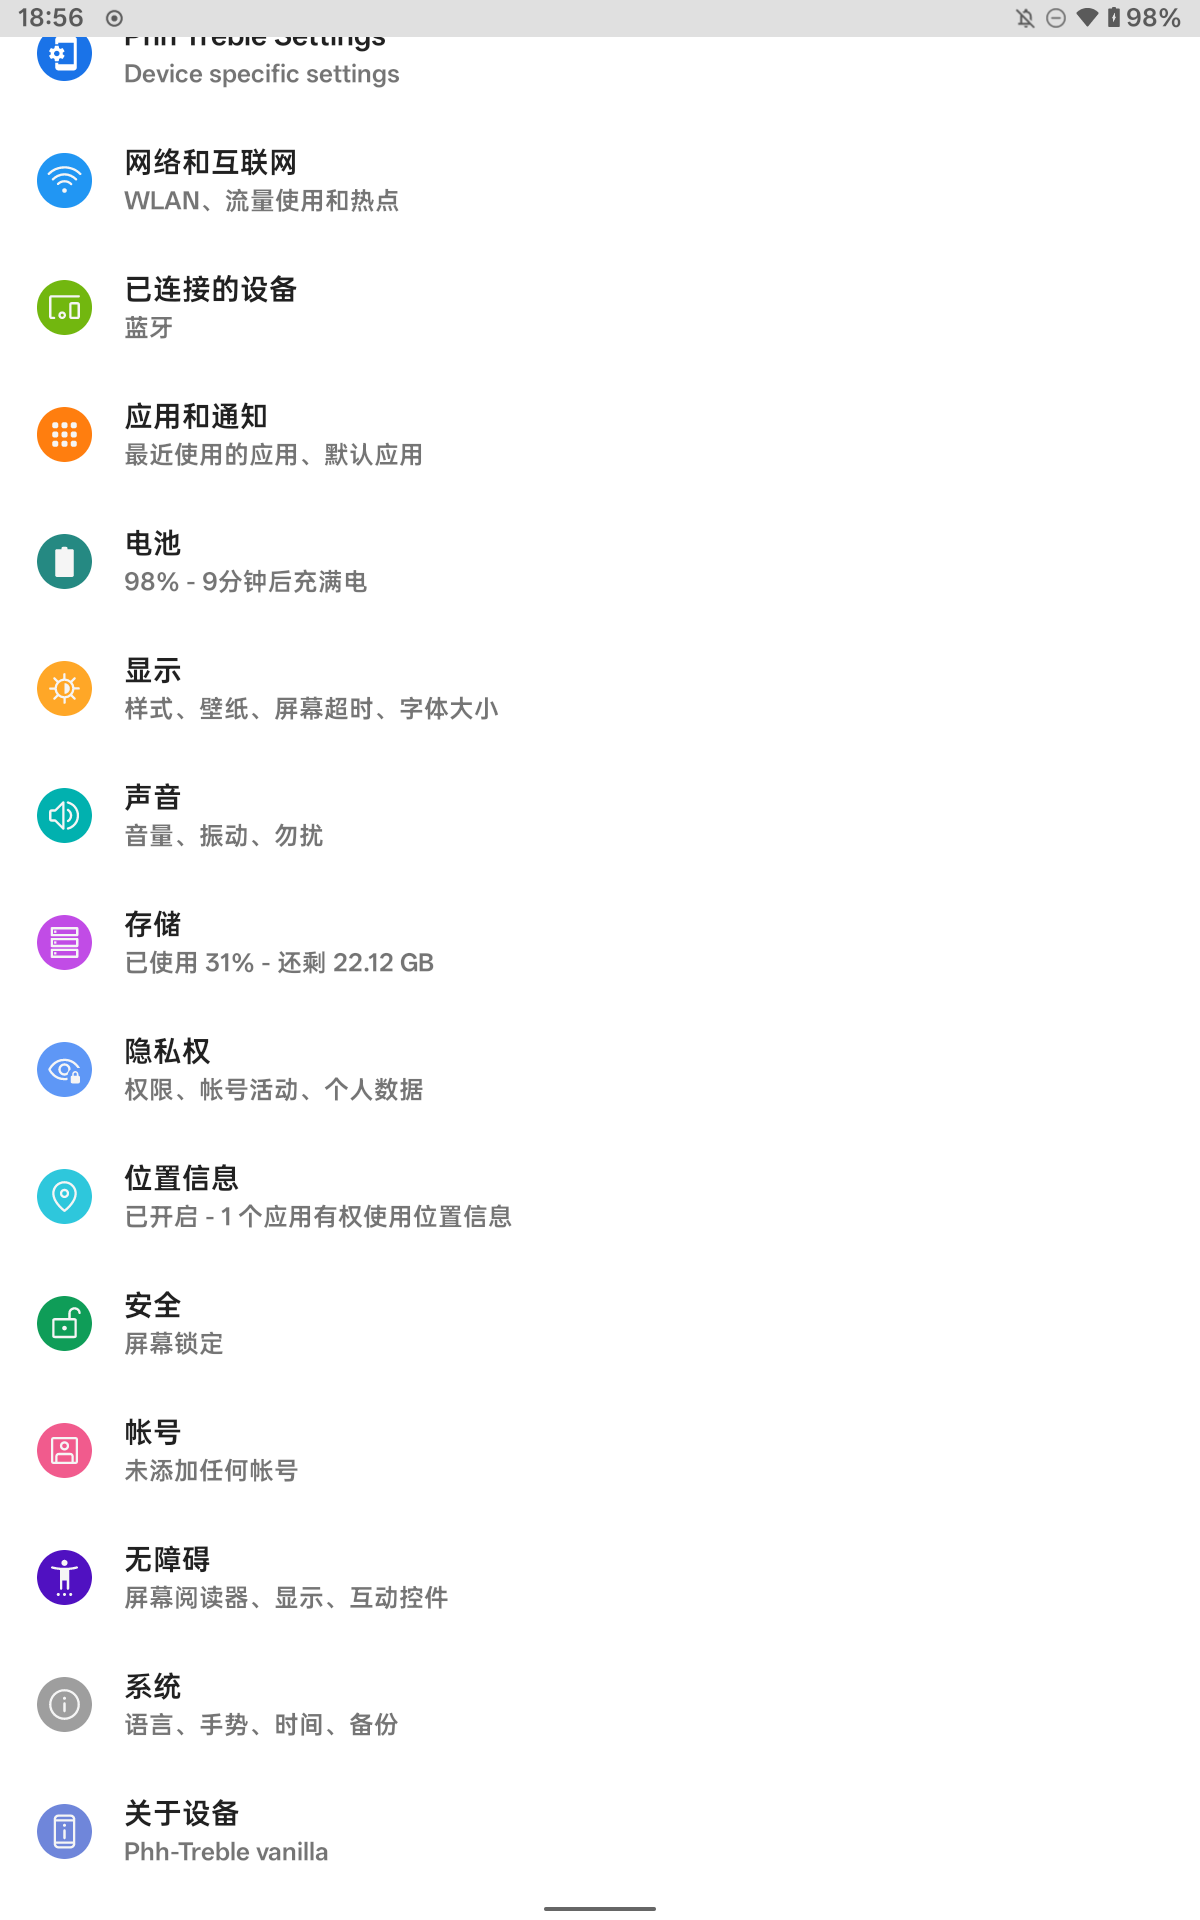 18:56
98%
Phh Treble Settings
Device specific settings
网络和互联网
WLAN、流量使用和热点
已连接的设备
蓝牙
应用和通知
最近使用的应用、默认应用
电池
98% - 9分钟后充满电
显示
样式、壁纸、屏幕超时、字体大小
声音
音量、振动、勿扰
存储
已使用 31% - 还剩 22.12 GB
隐私权
权限、帐号活动、个人数据
位置信息
已开启 - 1 个应用有权使用位置信息
安全
屏幕锁定
帐号
未添加任何帐号
无障碍
屏幕阅读器、显示、互动控件
系统
语言、手势、时间、备份
关于设备
Phh-Treble vanilla